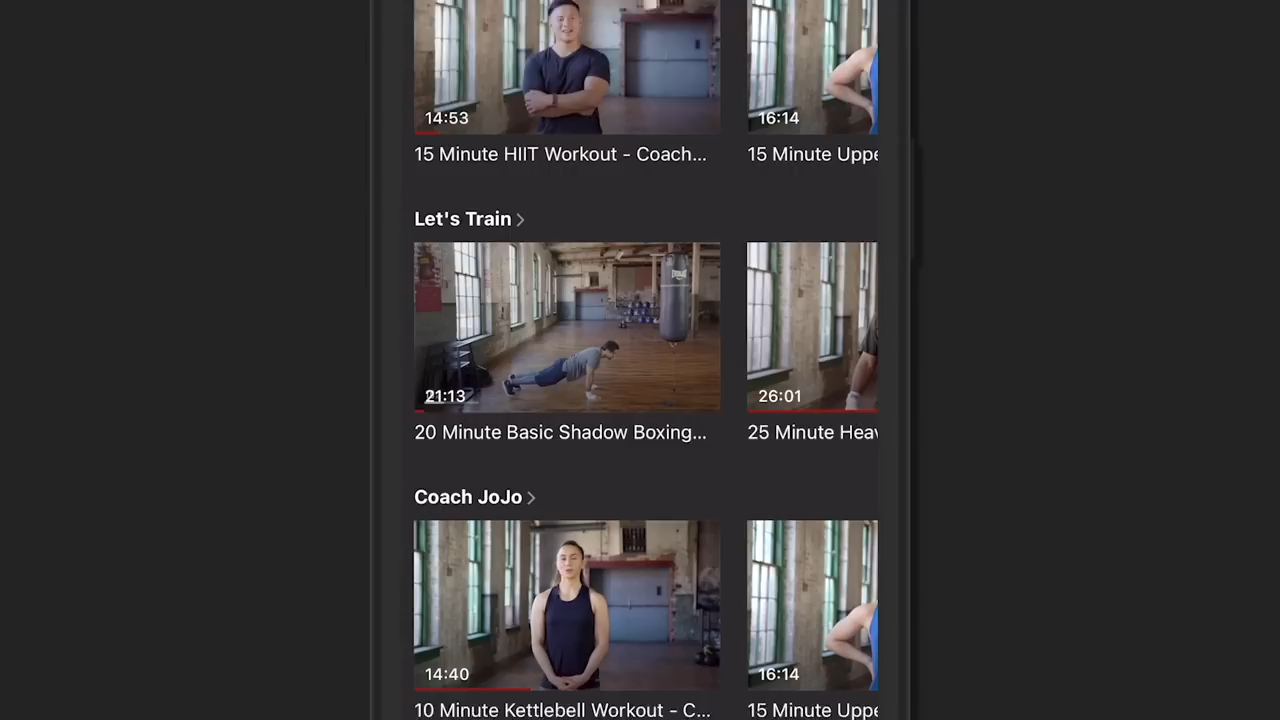 14:53
16:14
15 Minute HIIT Workout - Coach...
15 Minute Uppe
Let's Train
EVERLAST
21:13
26:01
20 Minute Basic Shadow Boxing...
25 Minute Heav
Coach JoJo
14:40
16:14
10 Minute Kettlebell Workout - C...
15 Minute Uppe